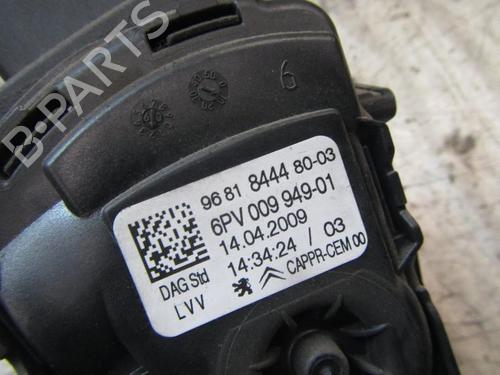 B-PARTS
6
96 81 8444 80-03
6PV 009 949-01
14.04.2009
14:34:24 / 03
DAG Std
LVV
CAPPR-CEM 00